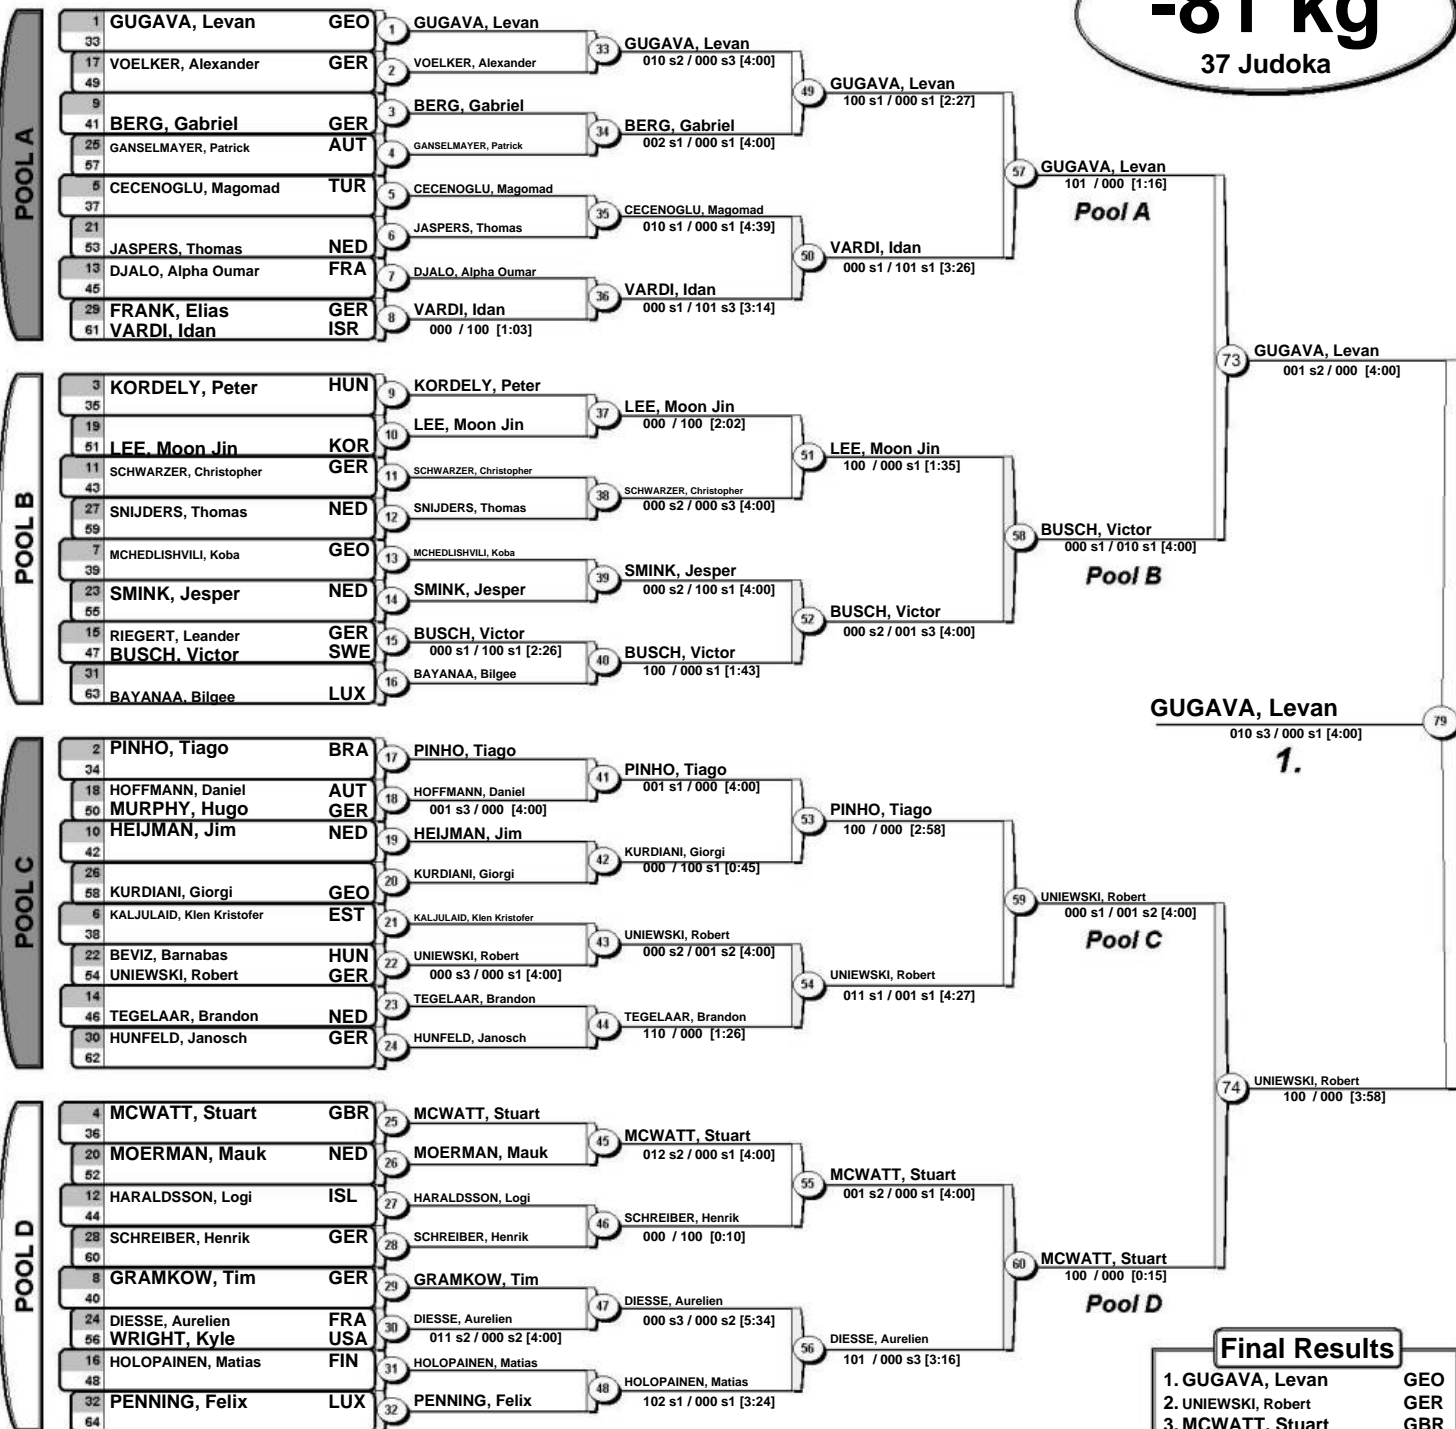 -81 kg
37 Judoka
POOL A
1 GUGAVA, Levan GEO
33
17 VOELKER, Alexander GER
49
9
41 BERG, Gabriel GER
25 GANSELMAYER, Patrick AUT
57
5 CECENOGLU, Magomad TUR
37
21
53 JASPERS, Thomas NED
13 DJALO, Alpha Oumar FRA
45
29 FRANK, Elias GER
61 VARDI, Idan ISR
1 GUGAVA, Levan
2 VOELKER, Alexander
3 BERG, Gabriel
4 GANSELMAYER, Patrick
5 CECENOGLU, Magomad
6 JASPERS, Thomas
7 DJALO, Alpha Oumar
8 VARDI, Idan
000 / 100 [1:03]
33 GUGAVA, Levan
010 s2 / 000 s3 [4:00]
34 BERG, Gabriel
002 s1 / 000 s1 [4:00]
35 CECENOGLU, Magomad
010 s1 / 000 s1 [4:39]
36 VARDI, Idan
000 s1 / 101 s3 [3:14]
49 GUGAVA, Levan
100 s1 / 000 s1 [2:27]
50 VARDI, Idan
000 s1 / 101 s1 [3:26]
57 GUGAVA, Levan
101 / 000 [1:16]
Pool A
POOL B
3 KORDELY, Peter HUN
35
19
51 LEE, Moon Jin KOR
11 SCHWARZER, Christopher GER
43
27 SNIJDERS, Thomas NED
59
7 MCHEDLISHVILI, Koba GEO
39
23 SMINK, Jesper NED
55
15 RIEGERT, Leander GER
47 BUSCH, Victor SWE
31
63 BAYANAA, Bilgee LUX
9 KORDELY, Peter
10 LEE, Moon Jin
11 SCHWARZER, Christopher
12 SNIJDERS, Thomas
13 MCHEDLISHVILI, Koba
14 SMINK, Jesper
15 BUSCH, Victor
000 s1 / 100 s1 [2:26]
16 BAYANAA, Bilgee
37 LEE, Moon Jin
000 / 100 [2:02]
38 SCHWARZER, Christopher
000 s2 / 000 s3 [4:00]
39 SMINK, Jesper
000 s2 / 100 s1 [4:00]
40 BUSCH, Victor
100 / 000 s1 [1:43]
51 LEE, Moon Jin
100 / 000 s1 [1:35]
52 BUSCH, Victor
000 s2 / 001 s3 [4:00]
58 BUSCH, Victor
000 s1 / 010 s1 [4:00]
Pool B
73 GUGAVA, Levan
001 s2 / 000 [4:00]
GUGAVA, Levan 79
010 s3 / 000 s1 [4:00]
1.
POOL C
2 PINHO, Tiago BRA
34
18 HOFFMANN, Daniel AUT
50 MURPHY, Hugo GER
10 HEIJMAN, Jim NED
42
26
58 KURDIANI, Giorgi GEO
6 KALJULAID, Klen Kristofer EST
38
22 BEVIZ, Barnabas HUN
54 UNIEWSKI, Robert GER
14
46 TEGELAAR, Brandon NED
30 HUNFELD, Janosch GER
62
17 PINHO, Tiago
18 HOFFMANN, Daniel
001 s3 / 000 [4:00]
19 HEIJMAN, Jim
20 KURDIANI, Giorgi
21 KALJULAID, Klen Kristofer
22 UNIEWSKI, Robert
000 s3 / 000 s1 [4:00]
23 TEGELAAR, Brandon
24 HUNFELD, Janosch
41 PINHO, Tiago
001 s1 / 000 [4:00]
42 KURDIANI, Giorgi
000 / 100 s1 [0:45]
43 UNIEWSKI, Robert
000 s2 / 001 s2 [4:00]
44 TEGELAAR, Brandon
110 / 000 [1:26]
53 PINHO, Tiago
100 / 000 [2:58]
54 UNIEWSKI, Robert
011 s1 / 001 s1 [4:27]
59 UNIEWSKI, Robert
000 s1 / 001 s2 [4:00]
Pool C
POOL D
4 MCWATT, Stuart GBR
36
20 MOERMAN, Mauk NED
52
12 HARALDSSON, Logi ISL
44
28 SCHREIBER, Henrik GER
60
8 GRAMKOW, Tim GER
40
24 DIESSE, Aurelien FRA
56 WRIGHT, Kyle USA
16 HOLOPAINEN, Matias FIN
48
32 PENNING, Felix LUX
64
25 MCWATT, Stuart
26 MOERMAN, Mauk
27 HARALDSSON, Logi
28 SCHREIBER, Henrik
29 GRAMKOW, Tim
30 DIESSE, Aurelien
011 s2 / 000 s2 [4:00]
31 HOLOPAINEN, Matias
32 PENNING, Felix
45 MCWATT, Stuart
012 s2 / 000 s1 [4:00]
46 SCHREIBER, Henrik
000 / 100 [0:10]
47 DIESSE, Aurelien
000 s3 / 000 s2 [5:34]
48 HOLOPAINEN, Matias
102 s1 / 000 s1 [3:24]
55 MCWATT, Stuart
001 s2 / 000 s1 [4:00]
56 DIESSE, Aurelien
101 / 000 s3 [3:16]
60 MCWATT, Stuart
100 / 000 [0:15]
Pool D
74 UNIEWSKI, Robert
100 / 000 [3:58]
Final Results
1. GUGAVA, Levan GEO
2. UNIEWSKI, Robert GER
3. MCWATT, Stuart GBR